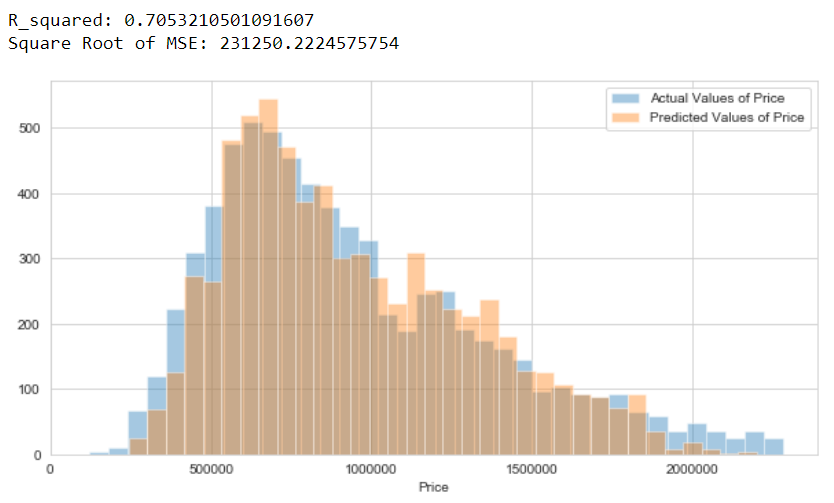 R_squared: 0.7053210501091607
Square Root of MSE: 231250.2224575754
Actual Values of Price
Predicted Values of Price
500
400
300
200
100
0
0 500000 1000000 1500000 2000000
Price